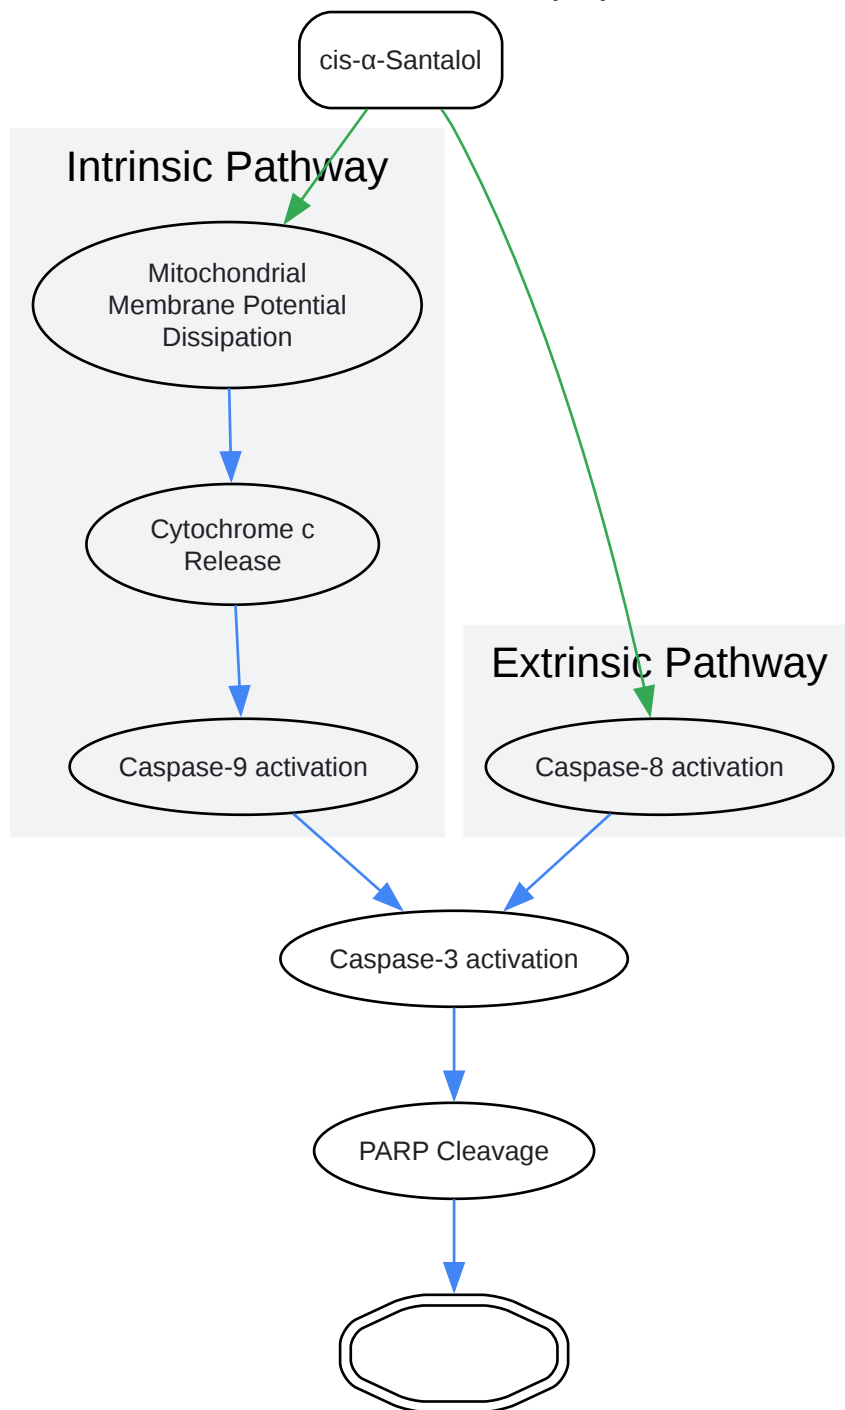 cis-α-Santalol
Intrinsic Pathway
Mitochondrial
Membrane Potential
Dissipation
Cytochrome c
Release
Extrinsic Pathway
Caspase-9 activation
Caspase-8 activation
Caspase-3 activation
PARP Cleavage